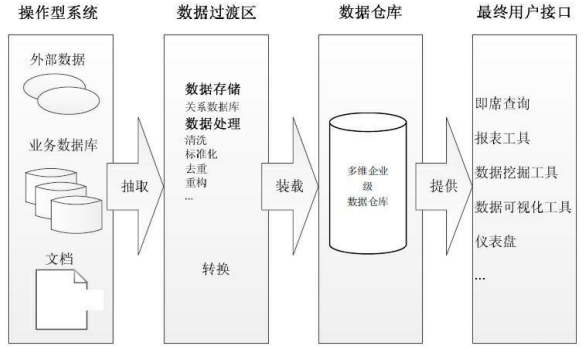 操作型系统
数据过渡区
数据仓库
最终用户接口
外部数据
业务数据库
文档
抽取
数据存储
关系数据库
数据处理
清洗
标准化
去重
重构
...
转换
装载
多维企业
级
数据仓库
提供
即席查询
报表工具
数据挖掘工具
数据可视化工具
仪表盘
...